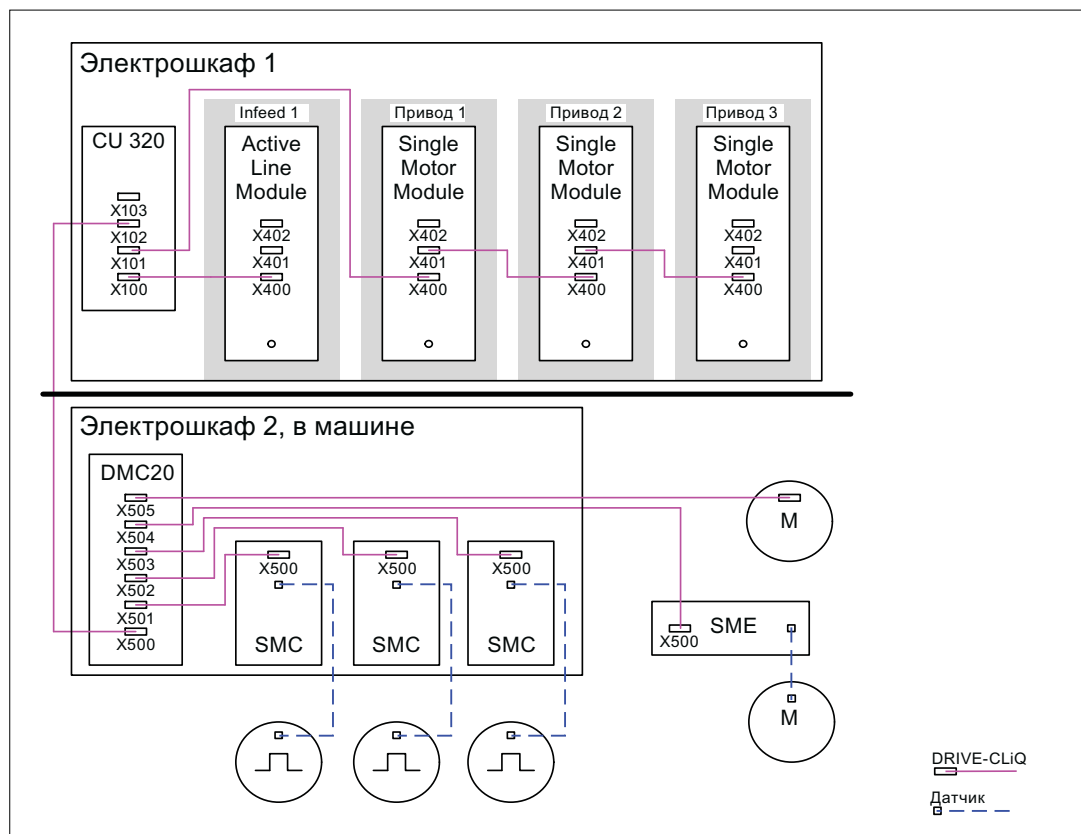 Электрошкаф 1
Infeed 1
Привод 1
Привод 2
Привод 3
CU 320
Active
Line
Module
Single
Motor
Module
Single
Motor
Module
Single
Motor
Module
X103
X102
X101
X100
X402
X401
X400
X402
X401
X400
X402
X401
X400
X402
X401
X400
Электрошкаф 2, в машине
DMC20
X505
X504
X503
X502
X501
X500
X500
SMC
X500
SMC
X500
SMC
M
X500
SME
M
DRIVE-CLiQ
Датчик